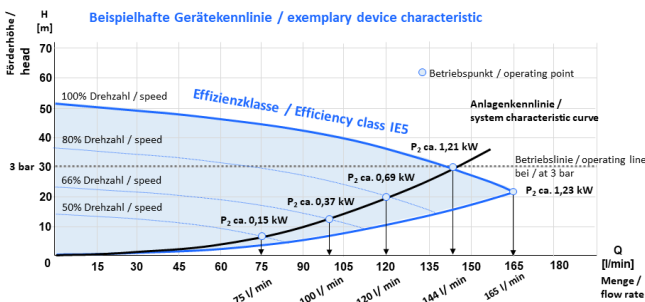 Förderhöhe /
head
H
[m]
Beispielhafte Gerätekennlinie / exemplary device characteristic
70
60
50
40
3 bar
30
20
10
0
100% Drehzahl / speed
80% Drehzahl / speed
66% Drehzahl / speed
50% Drehzahl / speed
Effizienzklasse / Efficiency class IE5
Betriebspunkt / operating point
Anlagenkennlinie /
system characteristic curve
Betriebslinie / operating line
bei / at 3 bar
P2 ca. 1,21 kW
P2 ca. 0,69 kW
P2 ca. 0,37 kW
P2 ca. 0,15 kW
P2 ca. 1,23 kW
15 30 45 60 75 90 105 120 135 150 165 180
Q
[l/min]
Menge /
flow rate
75 l/ min
100 l/ min
120 l/ min
144 l/ min
165 l/ min